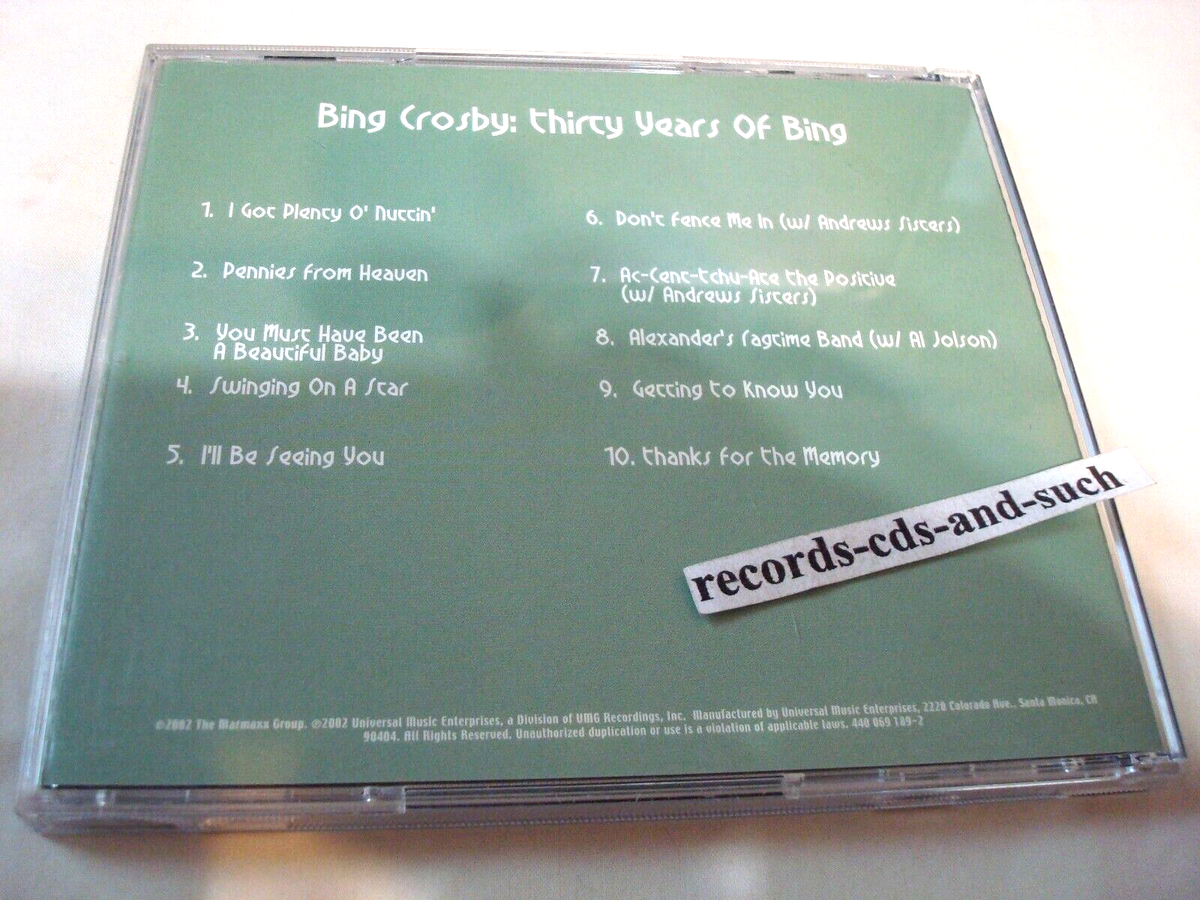 Bing Crosby: Thirty Years Of Bing
1. I Got Plenty O' Nuttin'
2. Pennies From Heaven
3. You Must Have Been
A Beautiful Baby
4. Swinging On A Star
5. I'll Be Seeing You
6. Don't Fence Me In (w/ Andrews Sisters)
7. Ac-Cent-Tchu-Ate The Positive
(w/ Andrews Sisters)
8. Alexander's Ragtime Band (w/ Al Jolson)
9. Getting To Know You
10. Thanks For The Memory
records-cds-and-such
©2002 The Marmaxx Group. ℗2002 Universal Music Enterprises, a Division of UMG Recordings, Inc. Manufactured by Universal Music Enterprises, 2220 Colorado Ave., Santa Monica, CA
90404. All Rights Reserved. Unauthorized duplication or use is a violation of applicable laws. 440 069 189-2